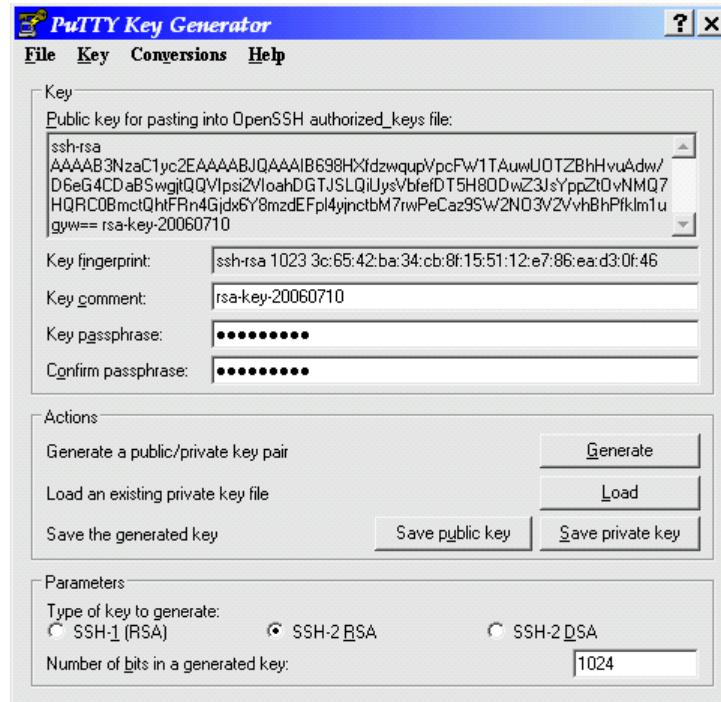 PuTTY Key Generator
File Key Conversions Help
Key
Public key for pasting into OpenSSH authorized_keys file:
ssh-rsa
AAAAB3NzaC1yc2EAAAABJQAAAIB698HXfdzwqupVpcFW1TAuwUOTZBhHvuAdw/
D6eG4CDaBSwgjtQQVIpsi2VIoahDGTJSLQiUysVbfefDT5H8ODwZ3JsYppZtOvNMQ7
HQRC0BmctQhtFRn4Gjdx6Y8mzdEFpl4yjnctbM7rwPeCaz9SW2NO3V2VvhBhPfklm1u
gyw== rsa-key-20060710
Key fingerprint: ssh-rsa 1023 3c:65:42:ba:34:cb:8f:15:51:12:e7:86:ea:d3:0f:46
Key comment: rsa-key-20060710
Key passphrase: ●●●●●●●●●
Confirm passphrase: ●●●●●●●●●
Actions
Generate a public/private key pair Generate
Load an existing private key file Load
Save the generated key Save public key Save private key
Parameters
Type of key to generate:
SSH-1 (RSA) SSH-2 RSA SSH-2 DSA
Number of bits in a generated key: 1024